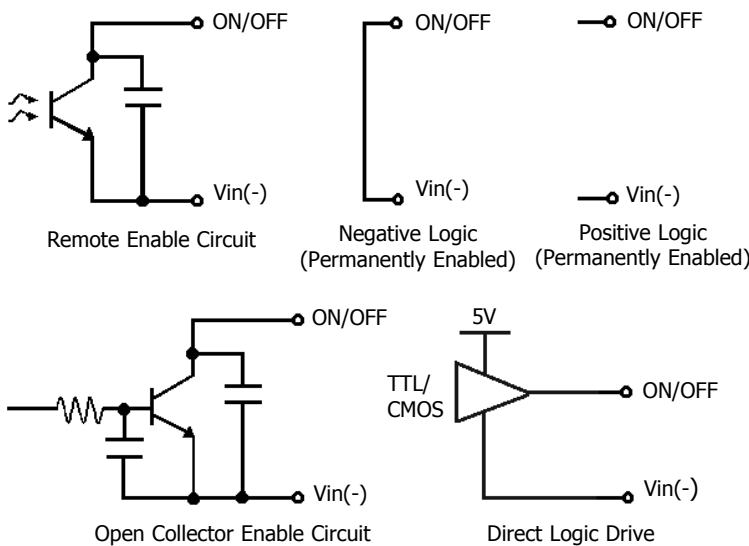 ON/OFF
Vin(-)
Remote Enable Circuit
ON/OFF
Vin(-)
Negative Logic
(Permanently Enabled)
ON/OFF
Vin(-)
Positive Logic
(Permanently Enabled)
ON/OFF
Vin(-)
Open Collector Enable Circuit
5V
TTL/
CMOS
ON/OFF
Vin(-)
Direct Logic Drive